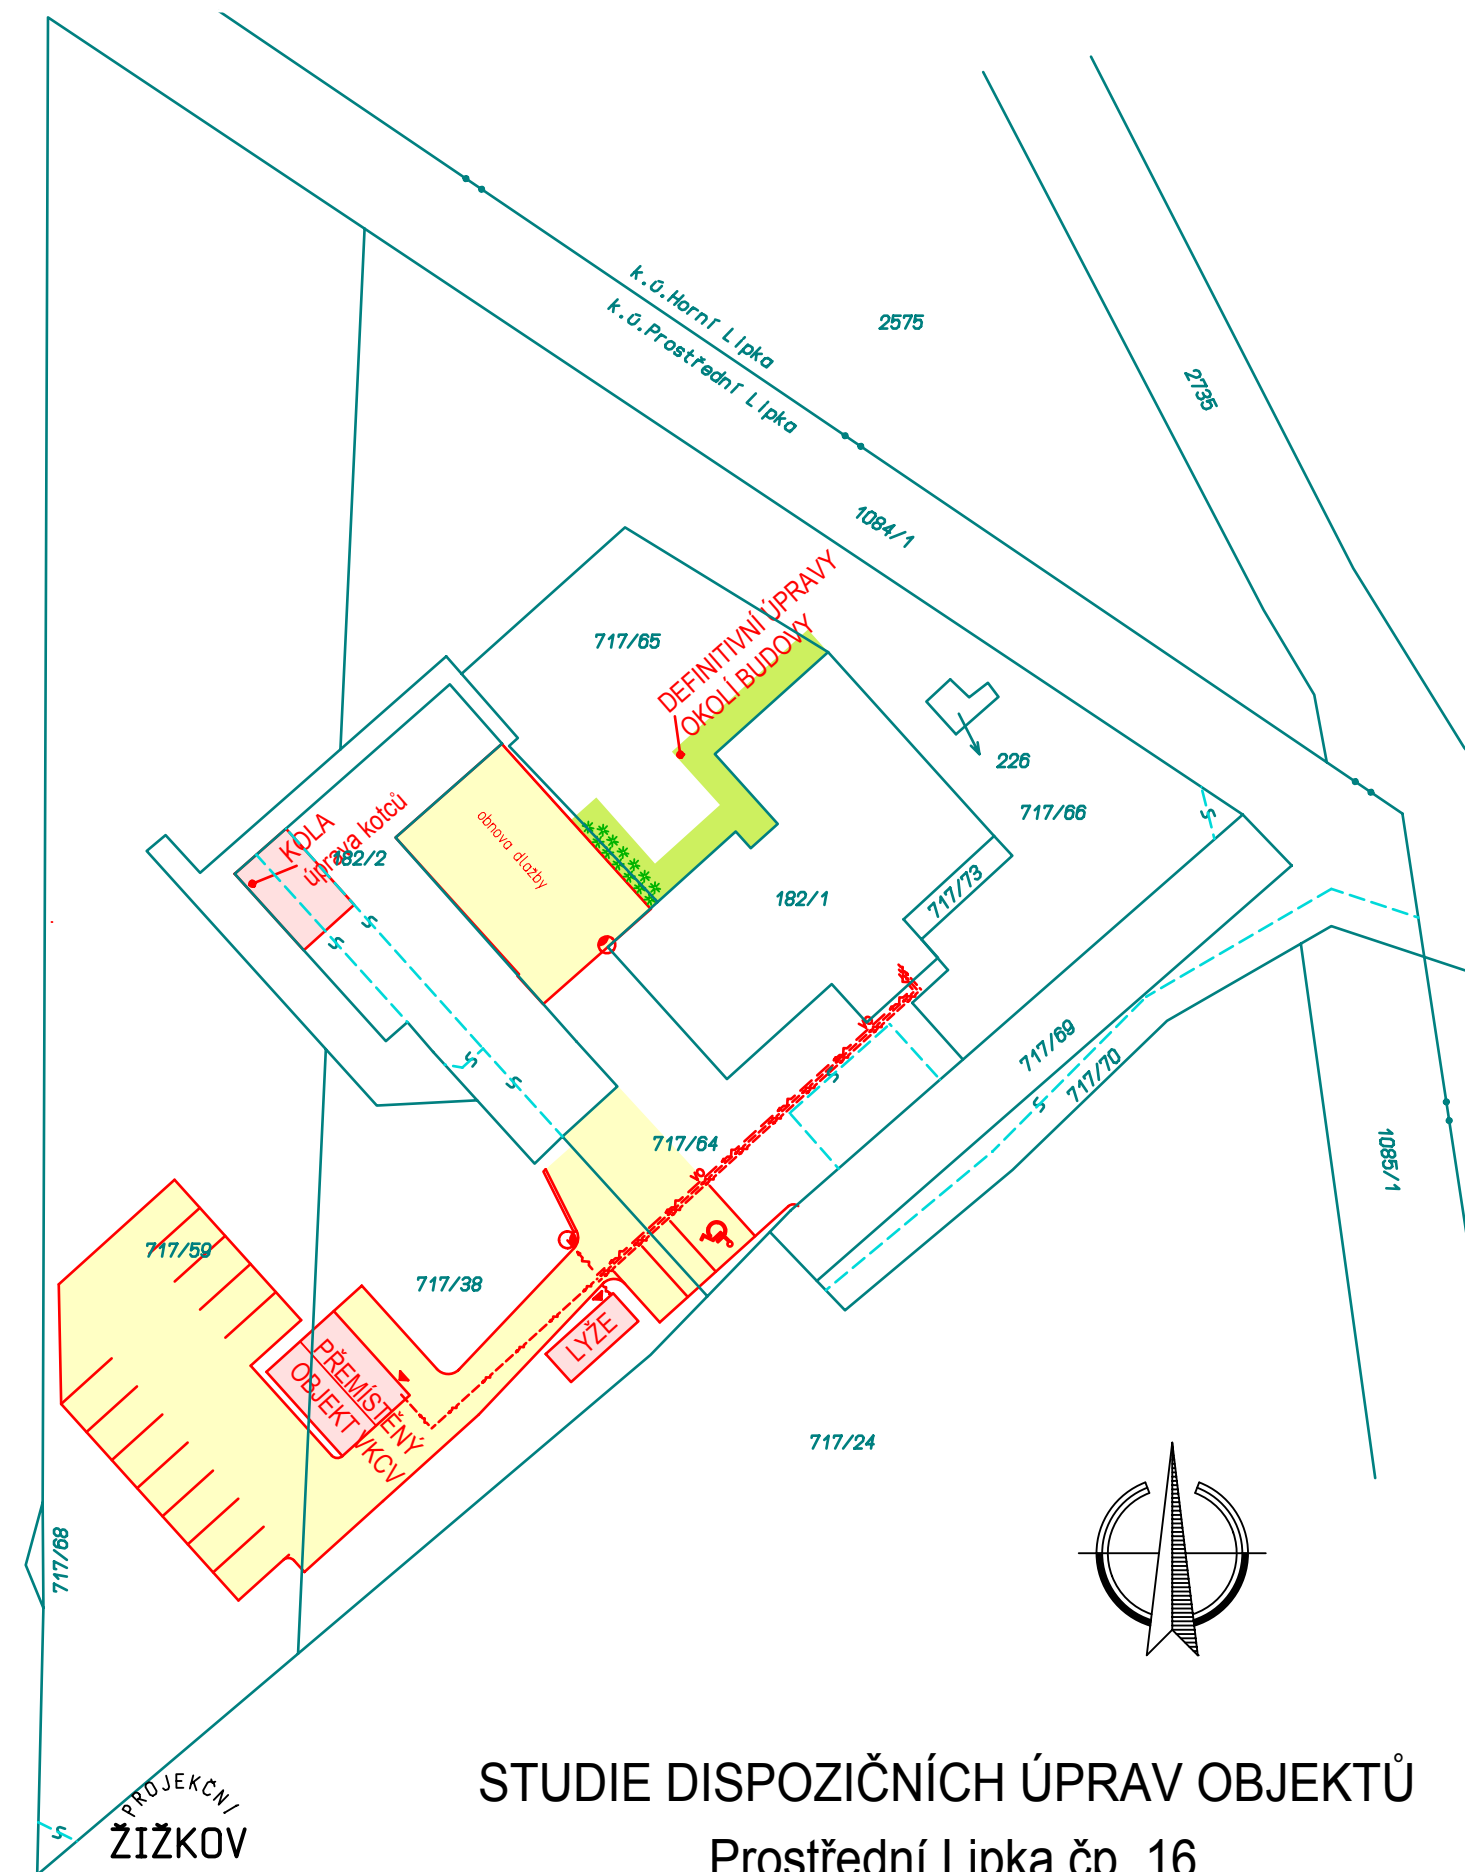 k.ú.Horní Lipka
k.ú.Prostřední Lipka
2575
2735
1084/1
717/65
DEFINITIVNÍ ÚPRAVY
OKOLÍ BUDOVY
226
717/66
KOLA
úprava kotců
182/2
obnova dlažby
182/1
717/73
S
S
S
S
S
S
S
VO
VO
717/69
717/70
717/64
1085/1
717/59
717/38
LYŽE
PŘEMÍSTĚNÝ
OBJEKT VKCV
717/24
717/68
S
PROJEKČNÍ
ŽIŽKOV
STUDIE DISPOZIČNÍCH ÚPRAV OBJEKTŮ
Prostřední Lipka čp. 16